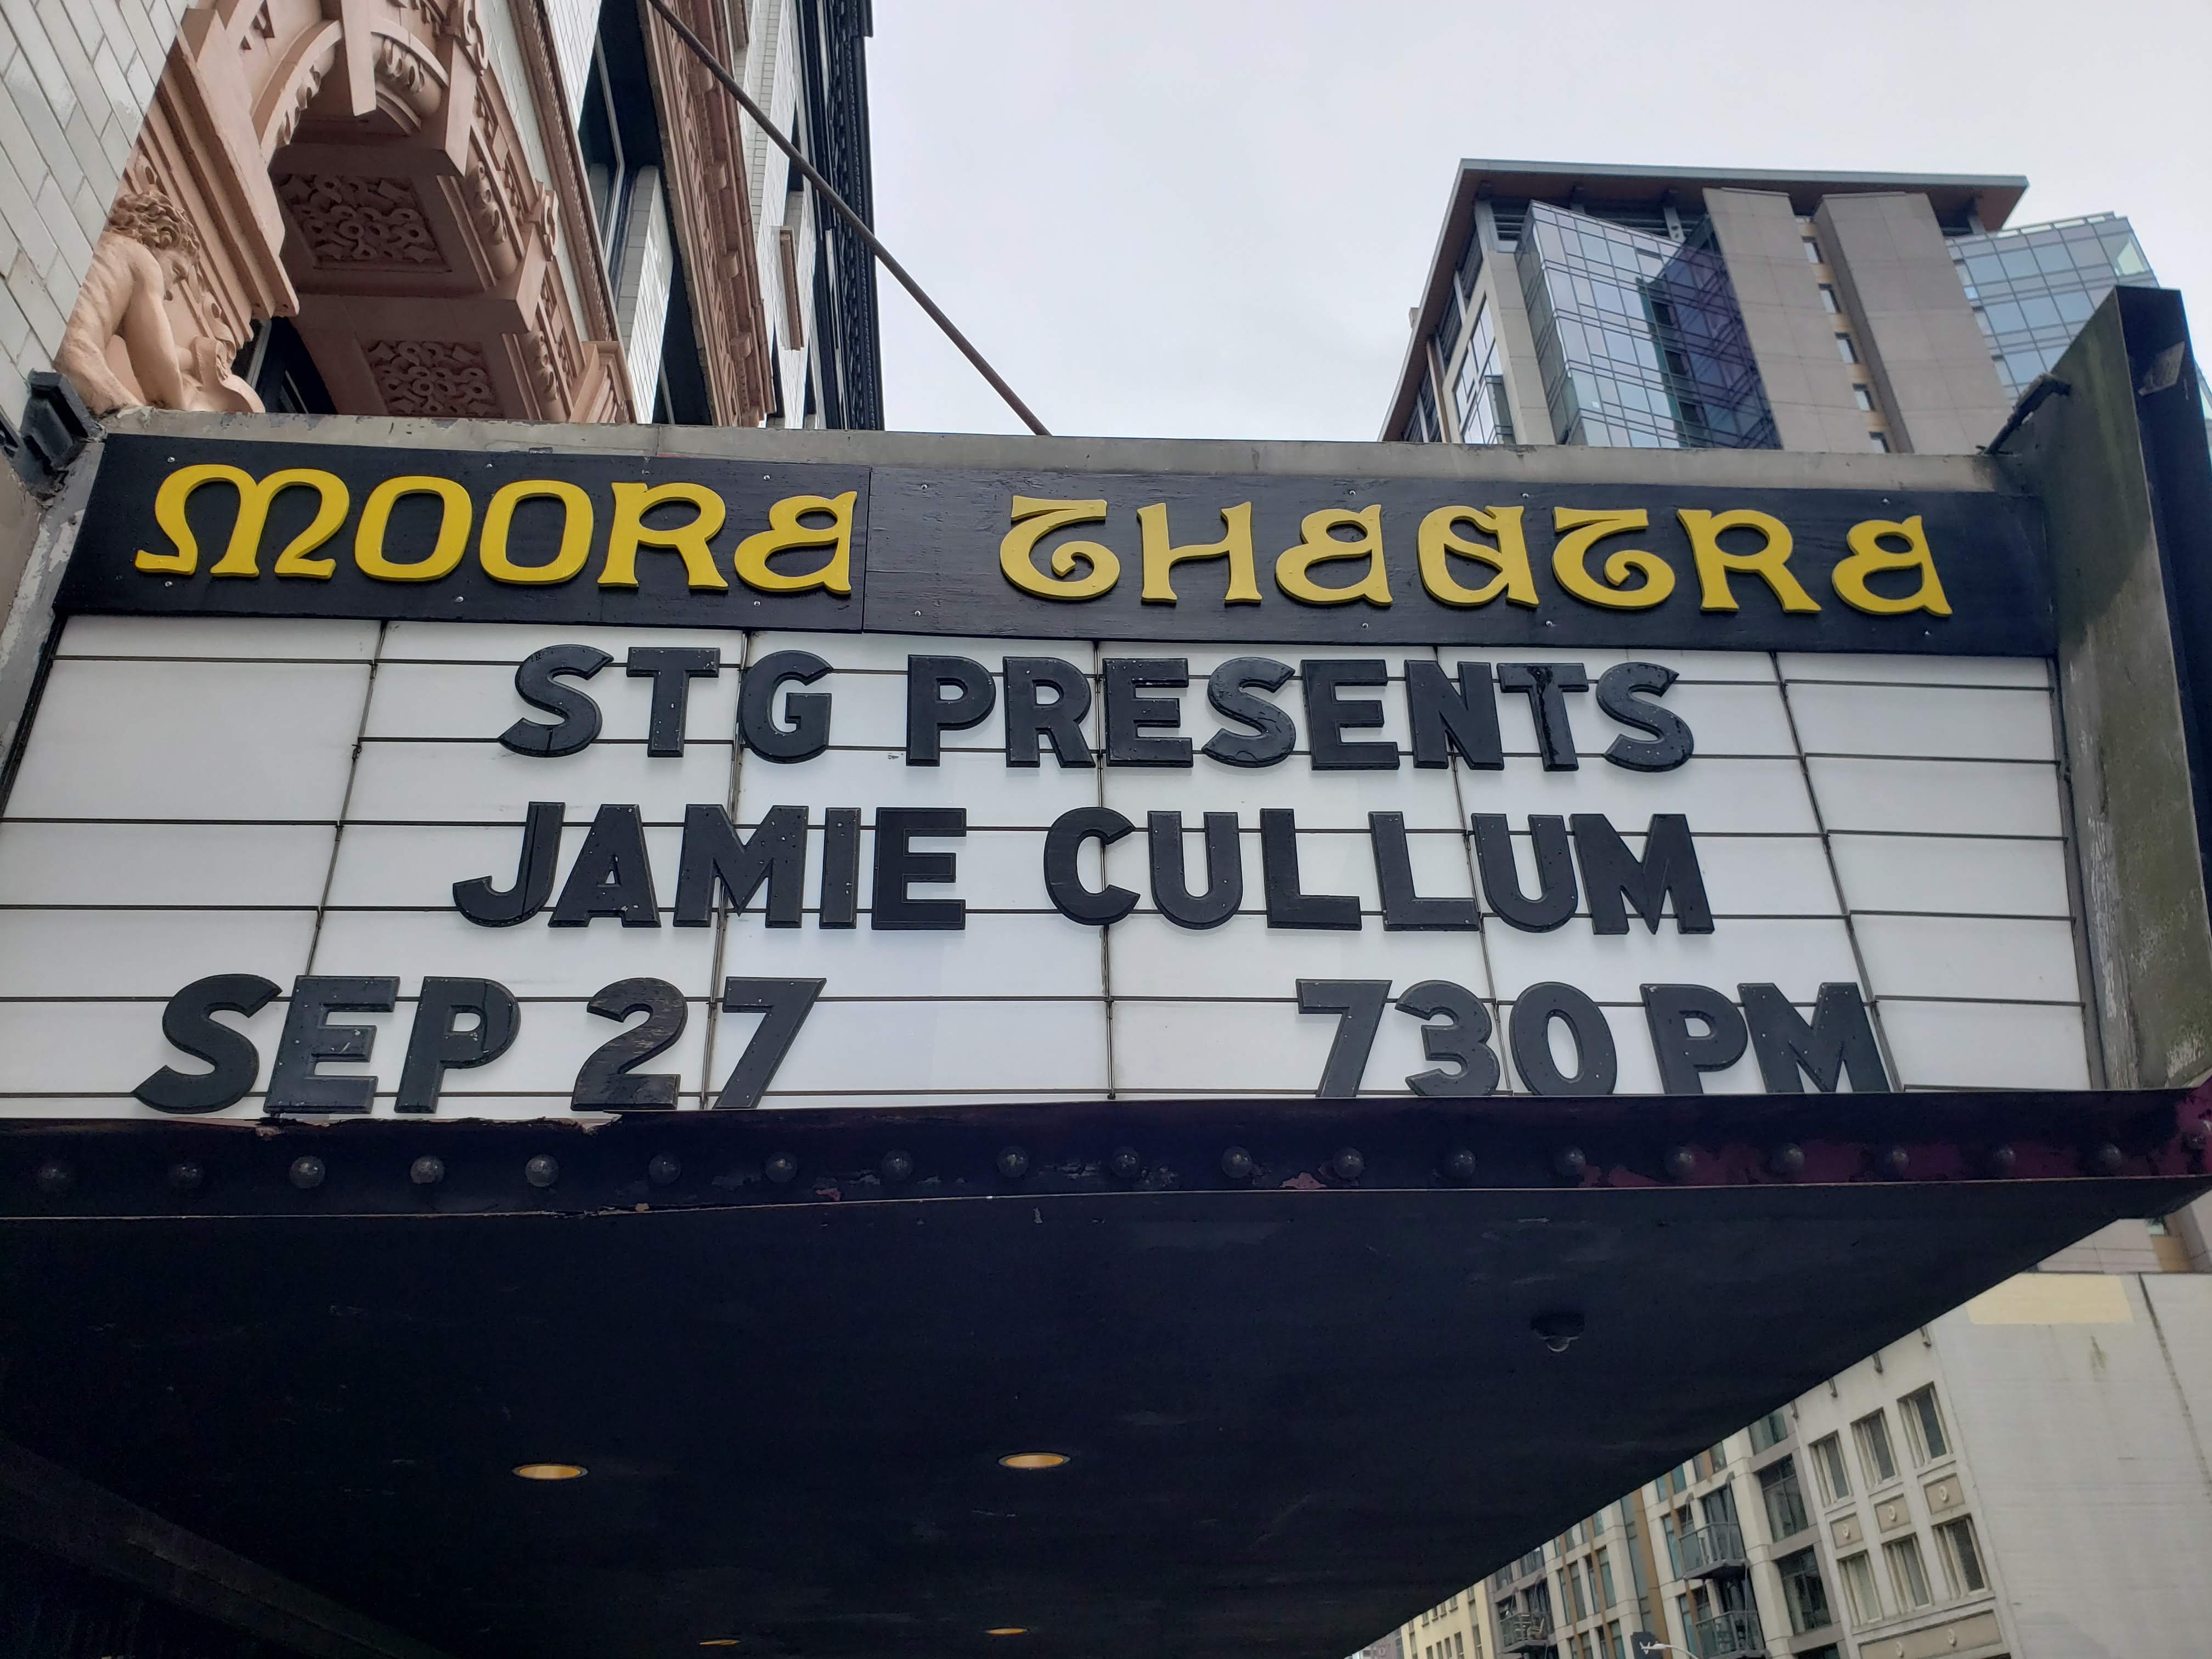 MOORE THEATRE
STG PRESENTS
JAMIE CULLUM
SEP 27 730 PM